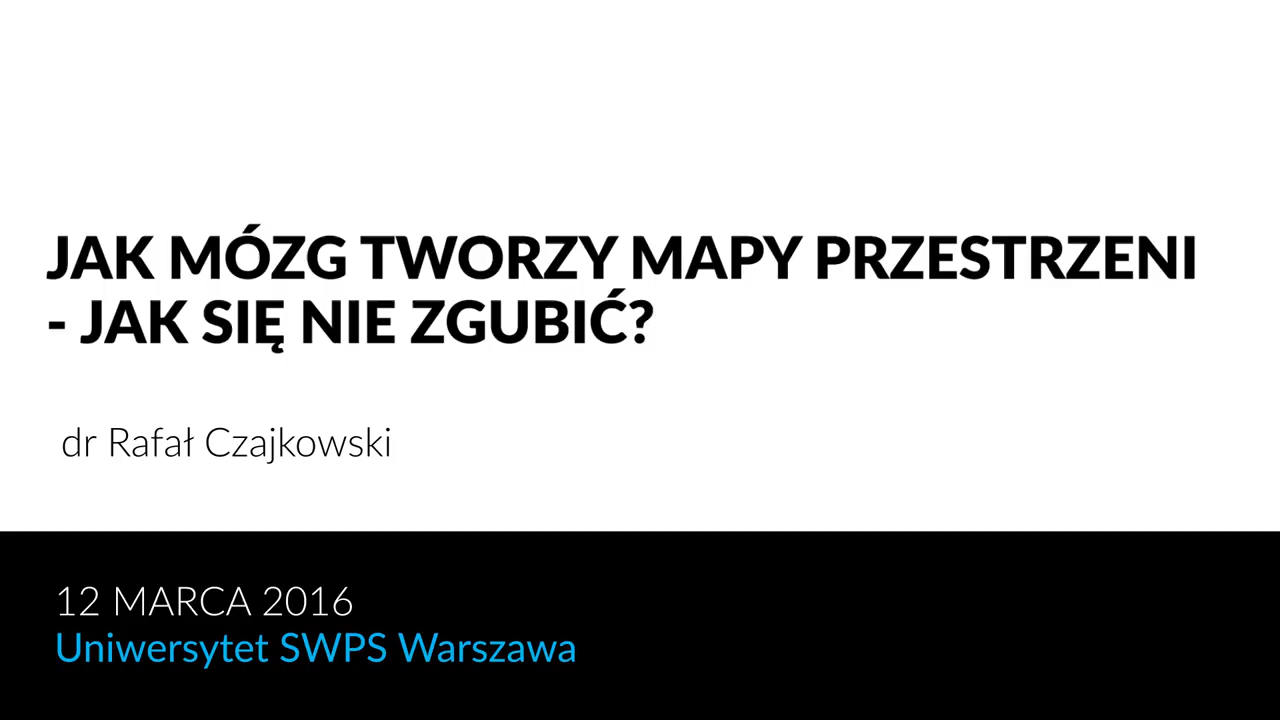 JAK MÓZG TWORZY MAPY PRZESTRZENI
- JAK SIĘ NIE ZGUBIĆ?
dr Rafał Czajkowski
12 MARCA 2016
Uniwersytet SWPS Warszawa